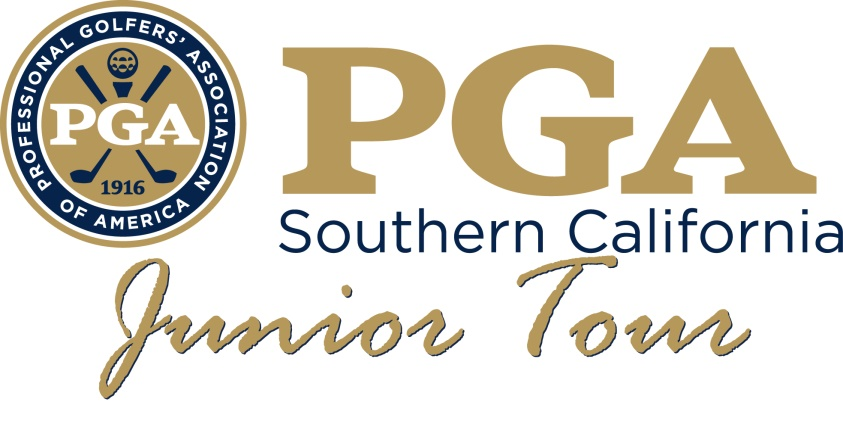 PROFESSIONAL GOLFERS' ASSOCIATION
OF AMERICA
PGA
1916
PGA
Southern California
Junior Tour